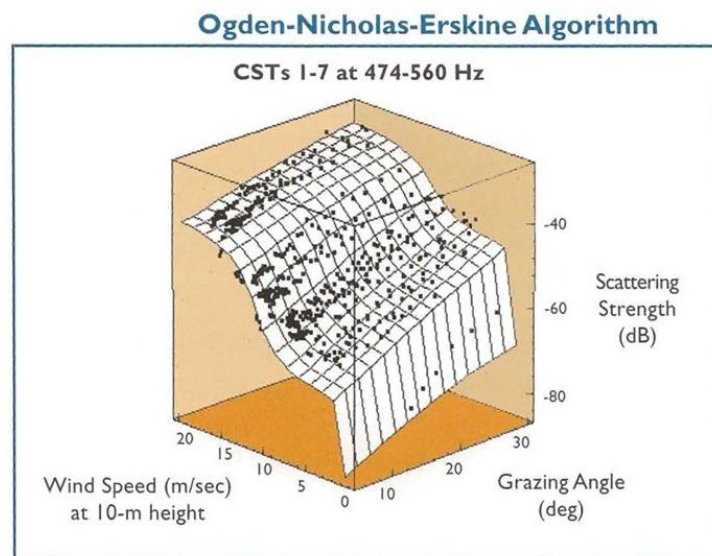 Ogden-Nicholas-Erskine Algorithm
CSTs 1-7 at 474-560 Hz
-40
-60
-80
Scattering
Strength
(dB)
20
15
10
5
0
Wind Speed (m/sec)
at 10-m height
10
20
30
Grazing Angle
(deg)